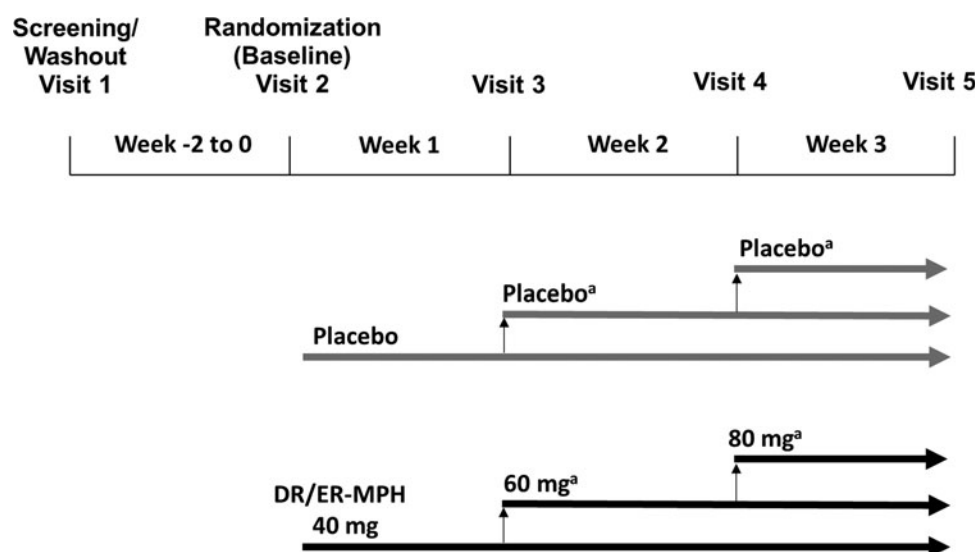 Screening/
Washout
Visit 1
Randomization
(Baseline)
Visit 2
Visit 3
Visit 4
Visit 5
Week -2 to 0
Week 1
Week 2
Week 3
Placeboᵃ
Placeboᵃ
Placebo
80 mgᵃ
60 mgᵃ
DR/ER-MPH
40 mg